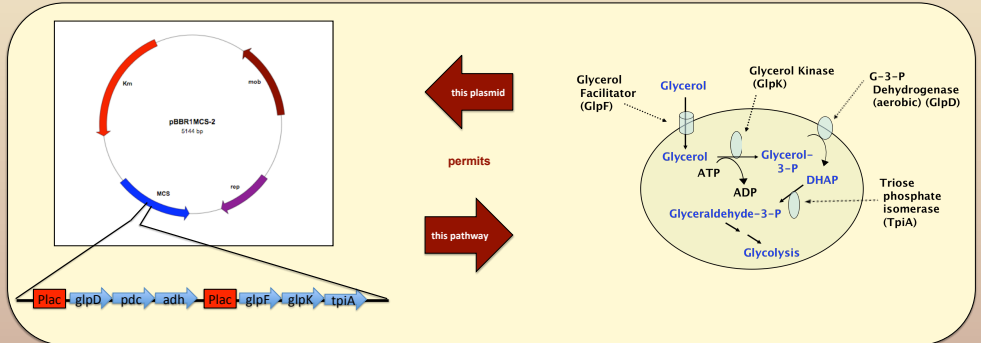 Km
mob
pBBR1MCS-2
5144 bp
MCS
rep
Plac glpD pdc adh Plac glpF glpK tpiA
this plasmid
permits
this pathway
Glycerol
Facilitator
(GlpF)
Glycerol
Glycerol Kinase
(GlpK)
G-3-P
Dehydrogenase
(aerobic) (GlpD)
Glycerol
Glycerol-
3-P
ATP
ADP
DHAP
Glyceraldehyde-3-P
Glycolysis
Triose
phosphate
isomerase
(TpiA)